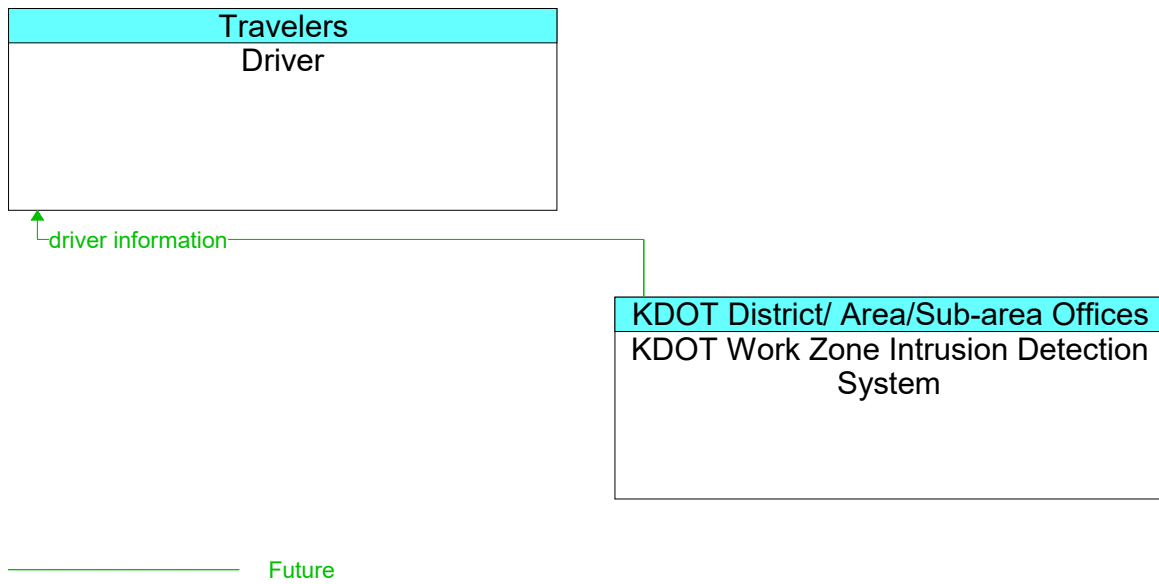 Travelers
Driver
driver information
KDOT District/ Area/Sub-area Offices
KDOT Work Zone Intrusion Detection
System
Future